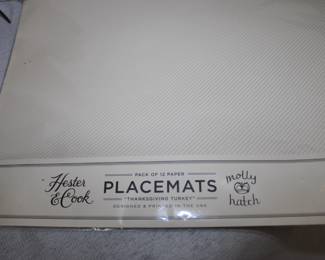 Hester & Cook
PACK OF 12 PAPER
PLACEMATS
"THANKSGIVING TURKEY"
DESIGNED & PRINTED IN THE USA
molly
hatch